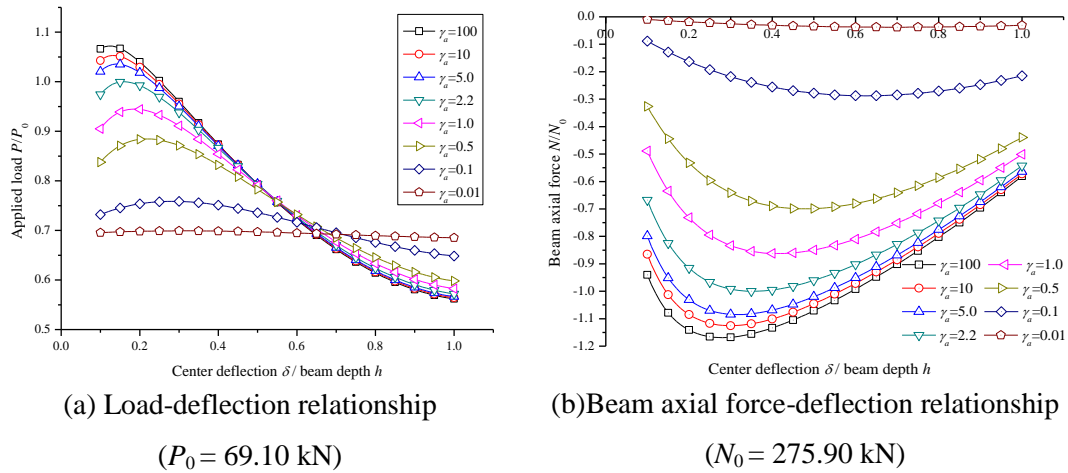 Applied load P/P₀
1.1
1.0
0.9
0.8
0.7
0.6
0.5
0.0 0.2 0.4 0.6 0.8 1.0
Center deflection δ / beam depth h
γₐ=100
γₐ=10
γₐ=5.0
γₐ=2.2
γₐ=1.0
γₐ=0.5
γₐ=0.1
γₐ=0.01
(a) Load-deflection relationship
(P₀ = 69.10 kN)
Beam axial force N/N₀
0.0 0.2 0.4 0.6 0.8 1.0
0.0
-0.1
-0.3
-0.4
-0.5
-0.6
-0.7
-0.8
-1.0
-1.1
-1.2
γₐ=100 γₐ=1.0
γₐ=10 γₐ=0.5
γₐ=5.0 γₐ=0.1
γₐ=2.2 γₐ=0.01
Center deflection δ / beam depth h
(b)Beam axial force-deflection relationship
(N₀ = 275.90 kN)